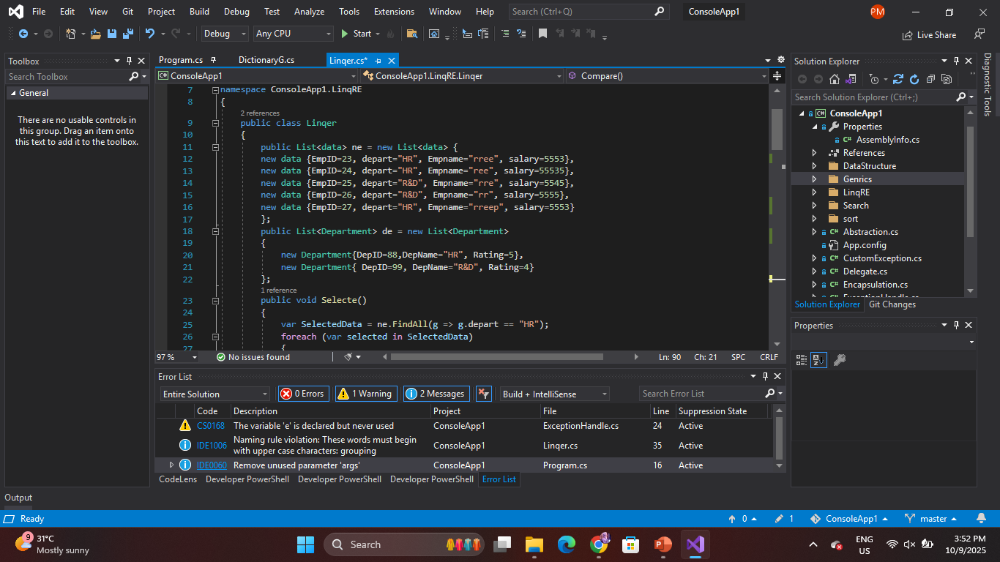 File Edit View Git Project Build Debug Test Analyze Tools Extensions Window Help Search (Ctrl+Q) ConsoleApp1 PM
Debug Any CPU Start Live Share
Toolbox
Search Toolbox
General
There are no usable controls in
this group. Drag an item onto
this text to add it to the toolbox.
Program.cs DictionaryG.cs Linqer.cs*
ConsoleApp1 ConsoleApp1.LinqRE.Linqer Compare()
7 namespace ConsoleApp1.LinqRE
8 {
2 references
9 public class Linqer
10 {
11 public List<data> ne = new List<data> {
12 new data {EmpID=23, depart="HR", Empname="rree", salary=5553},
13 new data {EmpID=24, depart="HR", Empname="ree", salary=55535},
14 new data {EmpID=25, depart="R&D", Empname="rre", salary=5545},
15 new data {EmpID=26, depart="R&D", Empname="rr", salary=5555},
16 new data {EmpID=27, depart="HR", Empname="rreep", salary=5553}
17 };
18 public List<Department> de = new List<Department>
19 {
20 new Department{DepID=88,DepName="HR", Rating=5},
21 new Department{ DepID=99, DepName="R&D", Rating=4}
22 };
1 reference
23 public void Selecte()
24 {
25 var SelectedData = ne.FindAll(g => g.depart == "HR");
26 foreach (var selected in SelectedData)
27 {
97 % No issues found Ln: 90 Ch: 21 SPC CRLF
Error List
Entire Solution 0 Errors 1 Warning 2 Messages Build + IntelliSense Search Error List
Code Description Project File Line Suppression State
CS0168 The variable 'e' is declared but never used ConsoleApp1 ExceptionHandle.cs 24 Active
IDE1006 Naming rule violation: These words must begin
with upper case characters: grouping ConsoleApp1 Linqer.cs 35 Active
IDE0060 Remove unused parameter 'args' ConsoleApp1 Program.cs 16 Active
CodeLens Developer PowerShell Developer PowerShell Developer PowerShell Error List
Solution Explorer
Search Solution Explorer (Ctrl+;)
ConsoleApp1
Properties
AssemblyInfo.cs
References
DataStructure
Genrics
LinqRE
Search
sort
Abstraction.cs
App.config
CustomException.cs
Delegate.cs
Encapsulation.cs
ExceptionHandle.cs
Solution Explorer Git Changes
Properties
Diagnostic Tools
Output
Ready 0 1 ConsoleApp1 master
9 31°C
Mostly sunny
Search
ENG
US
3:52 PM
10/9/2025